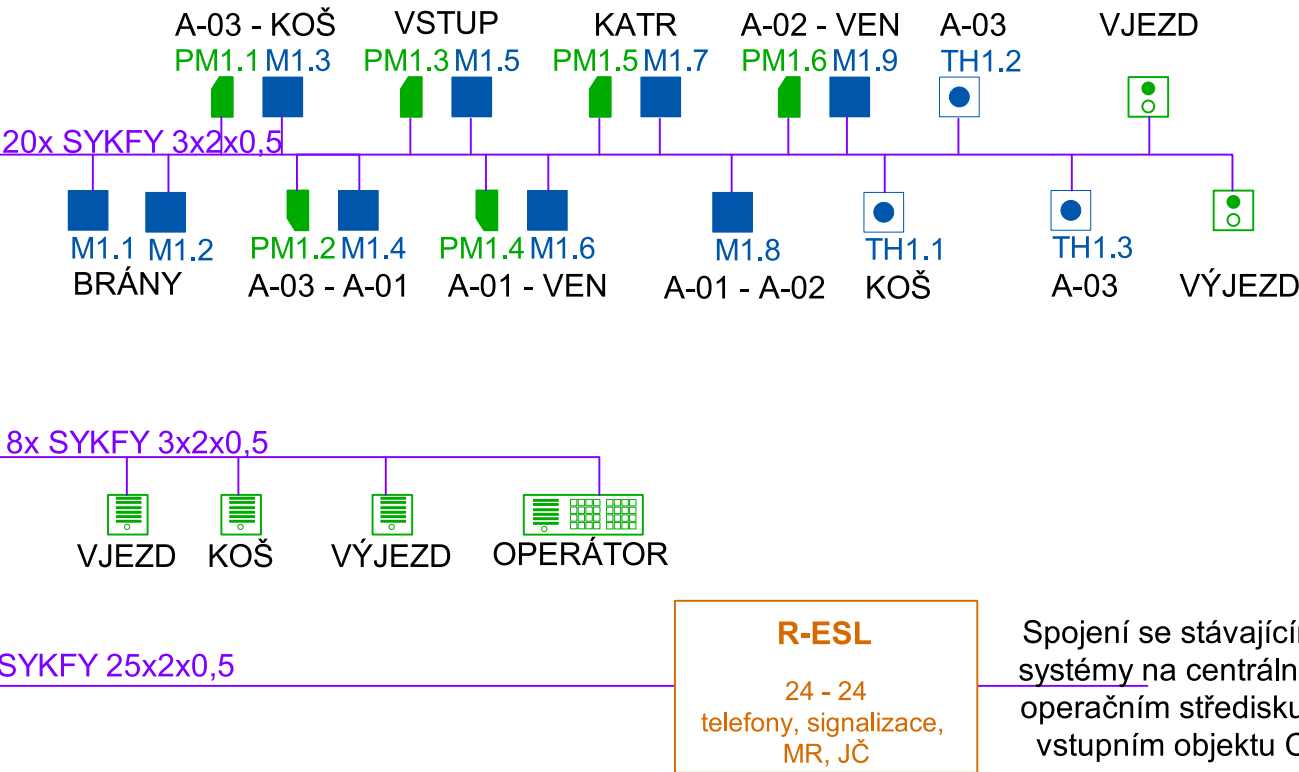 A-03 - KOŠ VSTUP KATR A-02 - VEN A-03 VJEZD
PM1.1 M1.3 PM1.3 M1.5 PM1.5 M1.7 PM1.6 M1.9 TH1.2
20x SYKFY 3x2x0,5
M1.1 M1.2 PM1.2 M1.4 PM1.4 M1.6 M1.8 TH1.1 TH1.3
BRÁNY A-03 - A-01 A-01 - VEN A-01 - A-02 KOŠ A-03 VÝJEZD
8x SYKFY 3x2x0,5
VJEZD KOŠ VÝJEZD OPERÁTOR
SYKFY 25x2x0,5
R-ESL
24 - 24
telefony, signalizace,
MR, JČ
Spojení se
systémy na
operačním středisku
vstupním objektu